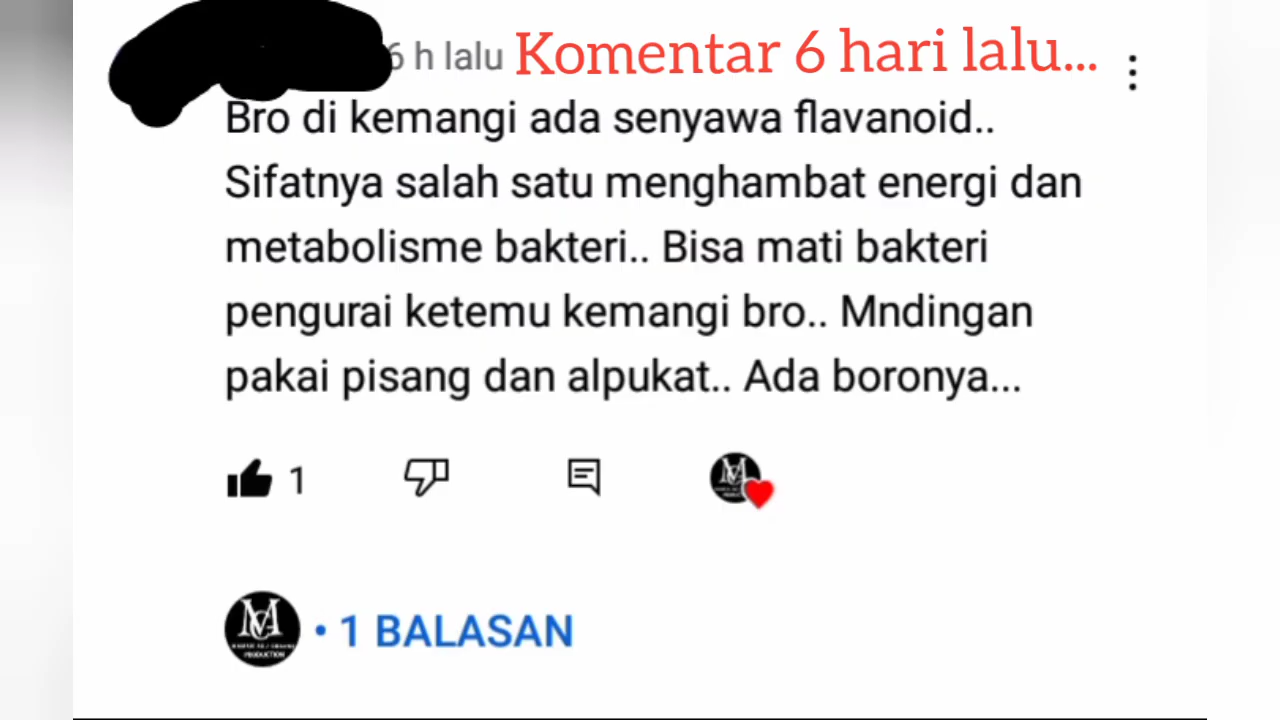 6 h lalu Komentar 6 hari lalu...
Bro di kemangi ada senyawa flavanoid..
Sifatnya salah satu menghambat energi dan
metabolisme bakteri.. Bisa mati bakteri
pengurai ketemu kemangi bro.. Mndingan
pakai pisang dan alpukat.. Ada boronya...
1
• 1 BALASAN
PRODUCTION